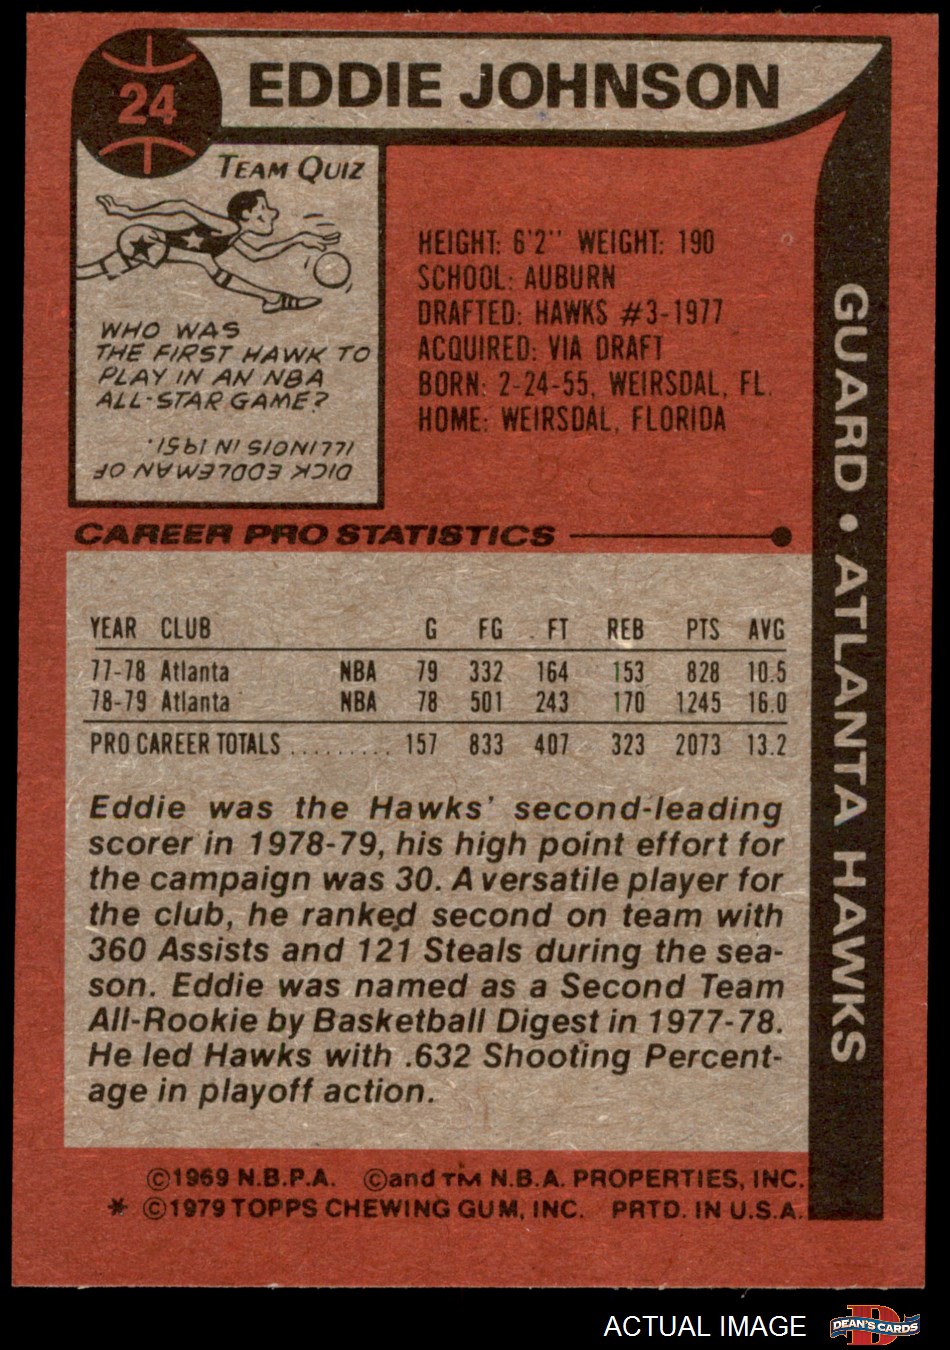 24
EDDIE JOHNSON
TEAM QUIZ
WHO WAS
THE FIRST HAWK TO
PLAY IN AN NBA
ALL-STAR GAME?
DICK EDDLEMAN OF
ILLINOIS IN 1951.
HEIGHT: 6'2" WEIGHT: 190
SCHOOL: AUBURN
DRAFTED: HAWKS #3-1977
ACQUIRED: VIA DRAFT
BORN: 2-24-55, WEIRSDAL, FL.
HOME: WEIRSDAL, FLORIDA
GUARD • ATLANTA HAWKS
CAREER PRO STATISTICS
YEAR CLUB G FG FT REB PTS AVG
77-78 Atlanta NBA 79 332 164 153 828 10.5
78-79 Atlanta NBA 78 501 243 170 1245 16.0
PRO CAREER TOTALS ......... 157 833 407 323 2073 13.2
Eddie was the Hawks' second-leading
scorer in 1978-79, his high point effort for
the campaign was 30. A versatile player for
the club, he ranked second on team with
360 Assists and 121 Steals during the sea-
son. Eddie was named as a Second Team
All-Rookie by Basketball Digest in 1977-78.
He led Hawks with .632 Shooting Percent-
age in playoff action.
©1969 N.B.P.A. ©and TM N.B.A. PROPERTIES, INC.
* ©1979 TOPPS CHEWING GUM, INC. PRTD. IN U.S.A.
ACTUAL IMAGE
DEAN'S CARDS